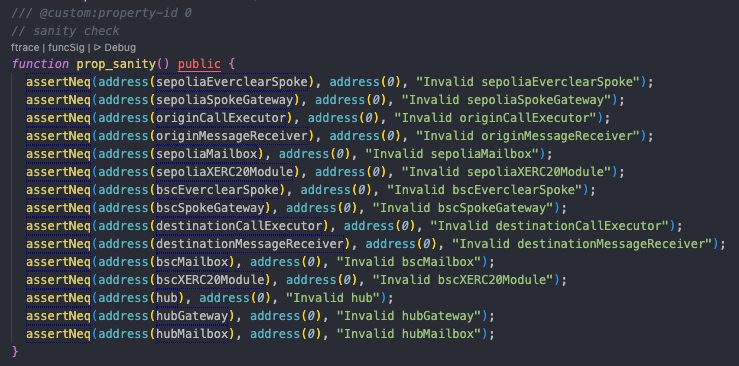 /// @custom:property-id 0
// sanity check
ftrace | funcSig | ▷ Debug
function prop_sanity() public {
assertNeq(address(sepoliaEverclearSpoke), address(0), "Invalid sepoliaEverclearSpoke");
assertNeq(address(sepoliaSpokeGateway), address(0), "Invalid sepoliaSpokeGateway");
assertNeq(address(originCallExecutor), address(0), "Invalid originCallExecutor");
assertNeq(address(originMessageReceiver), address(0), "Invalid originMessageReceiver");
assertNeq(address(sepoliaMailbox), address(0), "Invalid sepoliaMailbox");
assertNeq(address(sepoliaXERC20Module), address(0), "Invalid sepoliaXERC20Module");
assertNeq(address(bscEverclearSpoke), address(0), "Invalid bscEverclearSpoke");
assertNeq(address(bscSpokeGateway), address(0), "Invalid bscSpokeGateway");
assertNeq(address(destinationCallExecutor), address(0), "Invalid destinationCallExecutor");
assertNeq(address(destinationMessageReceiver), address(0), "Invalid destinationMessageReceiver");
assertNeq(address(bscMailbox), address(0), "Invalid bscMailbox");
assertNeq(address(bscXERC20Module), address(0), "Invalid bscXERC20Module");
assertNeq(address(hub), address(0), "Invalid hub");
assertNeq(address(hubGateway), address(0), "Invalid hubGateway");
assertNeq(address(hubMailbox), address(0), "Invalid hubMailbox");
}